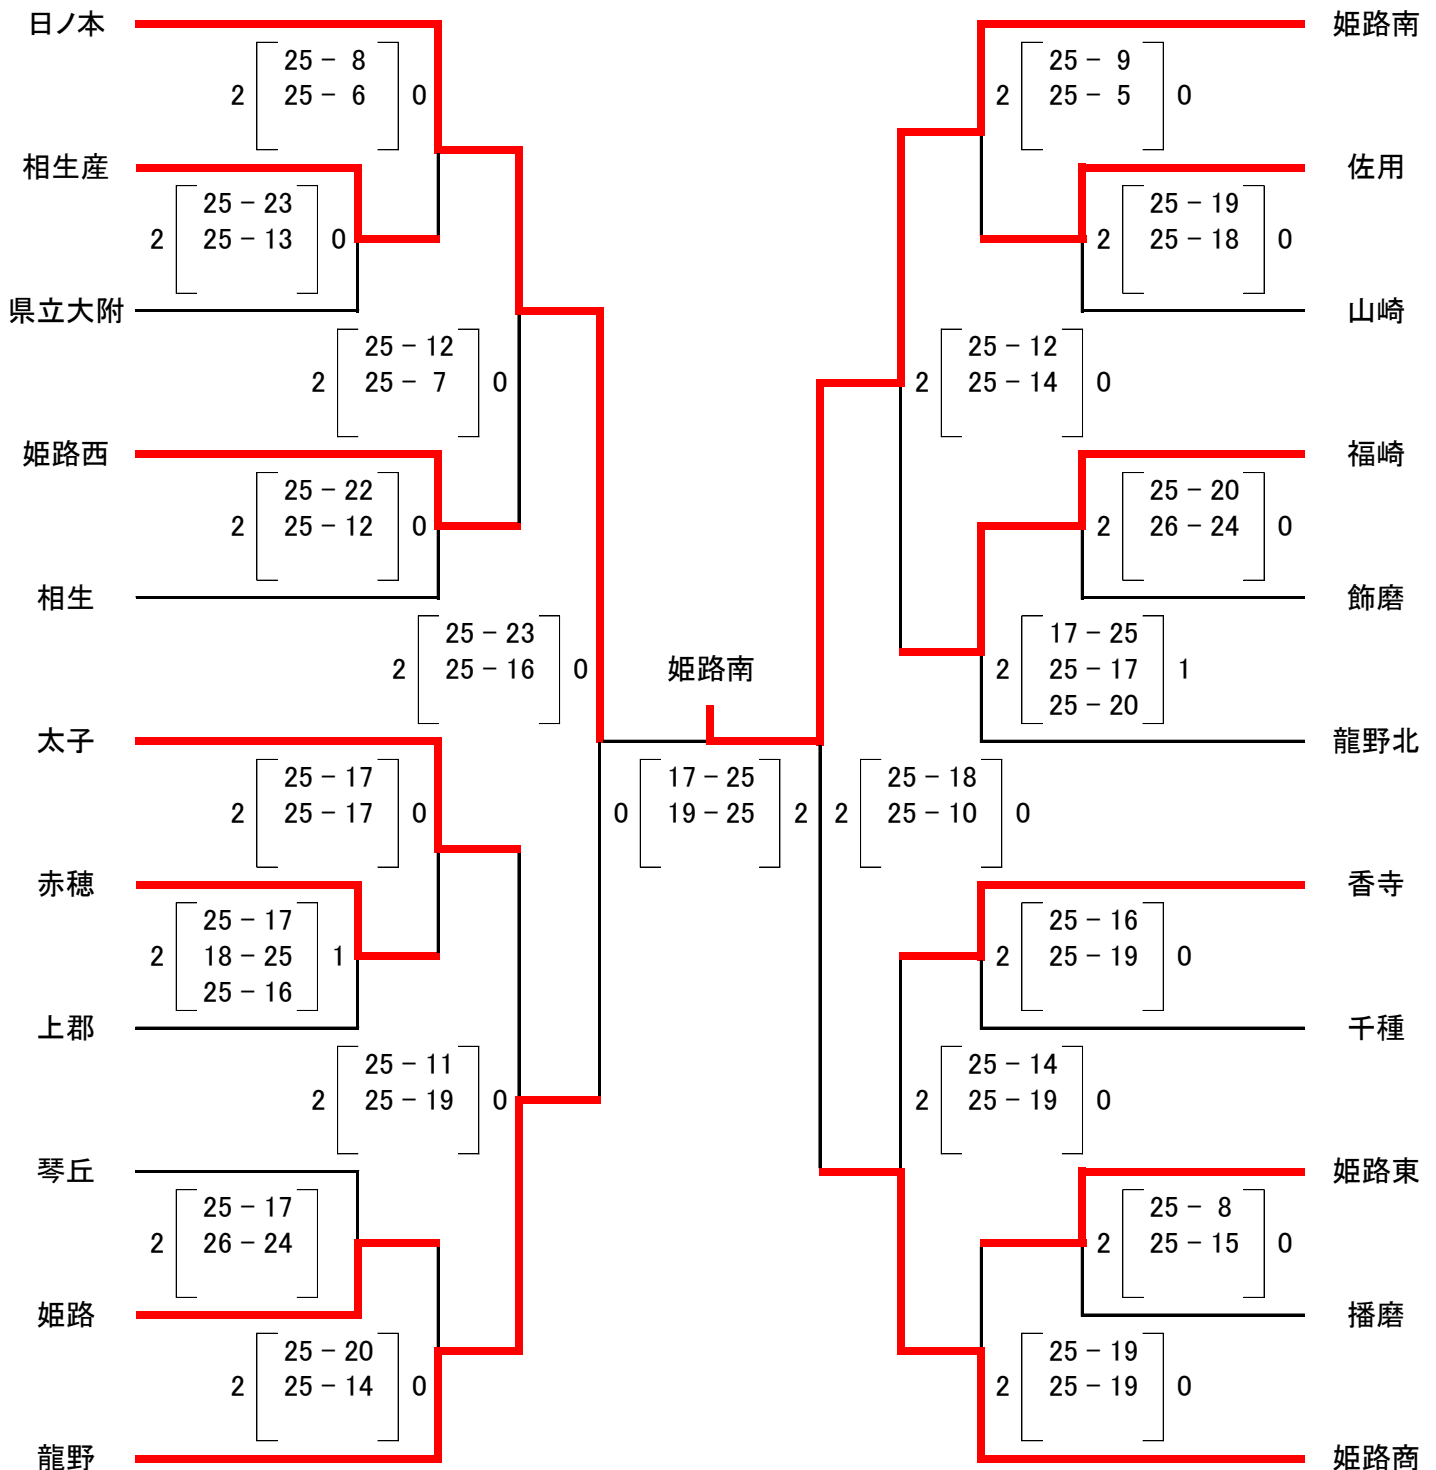 日ノ本
2 25 - 8 0
25 - 6
相生産
2 25 - 23 0
25 - 13
県立大附
2 25 - 12 0
25 - 7
姫路西
2 25 - 22 0
25 - 12
相生
2 25 - 23 0
25 - 16
太子
2 25 - 17 0
25 - 17
赤穂
2 25 - 17 1
18 - 25
25 - 16
上郡
2 25 - 11 0
25 - 19
琴丘
2 25 - 17
26 - 24
姫路
2 25 - 20 0
25 - 14
龍野
姫路南
0 17 - 25 2
19 - 25
姫路南
2 25 - 9 0
25 - 5
佐用
2 25 - 19 0
25 - 18
山崎
2 25 - 12 0
25 - 14
福崎
2 25 - 20 0
26 - 24
飾磨
2 17 - 25 1
25 - 17
25 - 20
龍野北
2 25 - 18 0
25 - 10
香寺
2 25 - 16 0
25 - 19
千種
2 25 - 14 0
25 - 19
姫路東
2 25 - 8 0
25 - 15
播磨
2 25 - 19 0
25 - 19
姫路商